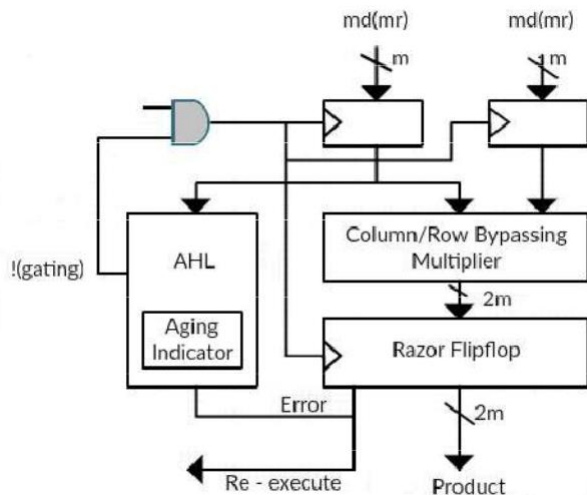 md(mr)
md(mr)
m
1m
AHL
Column/Row Bypassing
Multiplier
!(gating)
2m
Aging
Indicator
Razor Flipflop
Error
2m
Re - execute
Product